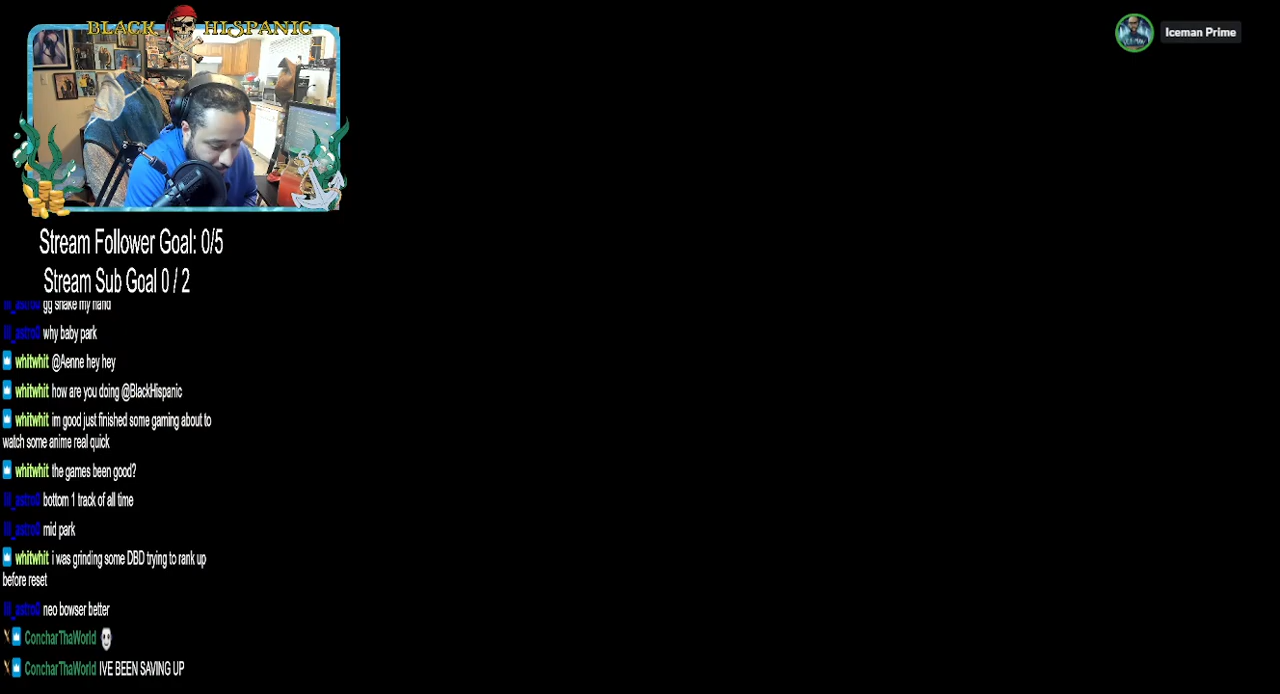 BLACK HISPANIC
Iceman Prime
Stream Follower Goal: 0/5
Stream Sub Goal 0 / 2
gg shake my hand
why baby park
whitwhit @Aenne hey hey
whitwhit how are you doing @BlackHispanic
whitwhit im good just finished some gaming about to
watch some anime real quick
whitwhit the games been good?
bottom 1 track of all time
mid park
whitwhit i was grinding some DBD trying to rank up
before reset
neo bowser better
ConcharThaWorld
ConcharThaWorld IVE BEEN SAVING UP